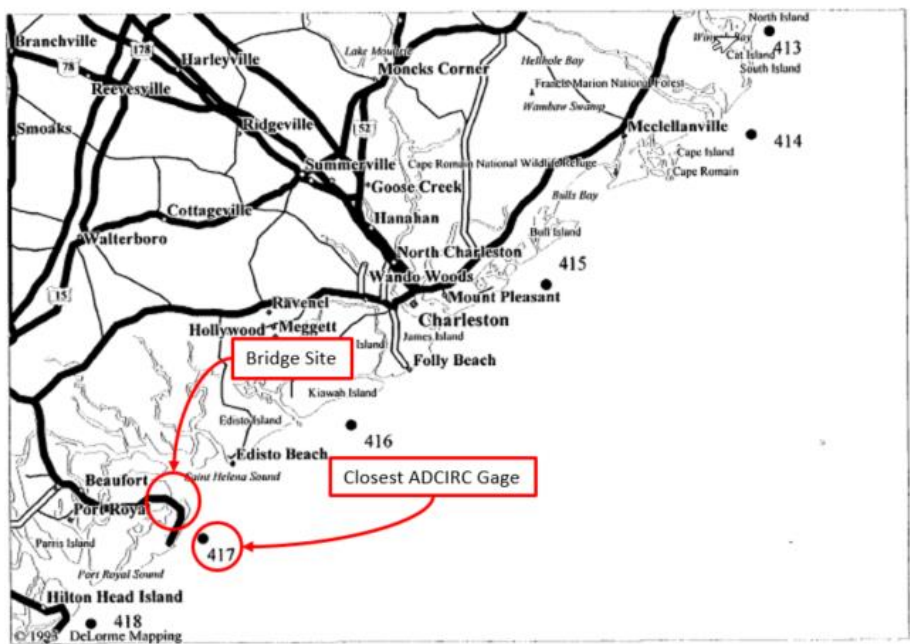 North Island
Branchville
178
Winyah Bay
413
Harleyville
Lake Moultrie
Cat Island
78
Hellhole Bay
South Island
Reevesville
Moncks Corner
Francis Marion National Forest
Wambaw Swamp
Smoaks
52
Ridgeville
Mcclellanville
414
Summerville
Cape Romain National Wildlife Refuge
Cape Island
Goose Creek
Cape Romain
Cottageville
Bulls Bay
Hanahan
Bull Island
Walterboro
North Charleston
415
Wando Woods
15
Mount Pleasant
Ravenel
Charleston
Hollywood
Meggett
Island
James Island
Bridge Site
Folly Beach
Kiawah Island
Edisto Island
416
Edisto Beach
Saint Helena Sound
Closest ADCIRC Gage
Beaufort
Port Royal
417
Parris Island
Port Royal Sound
Hilton Head Island
418
© 1993 DeLorme Mapping